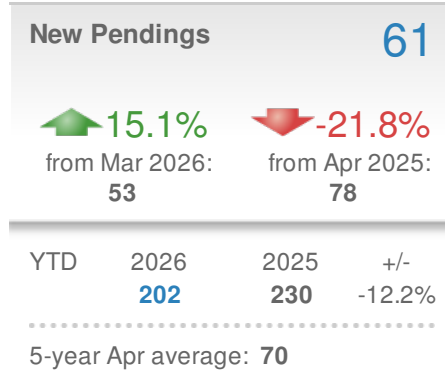 New Pendings 61
15.1% -21.8%
from Mar 2026: from Apr 2025:
53 78
YTD 2026 2025 +/-
202 230 -12.2%
5-year Apr average: 70